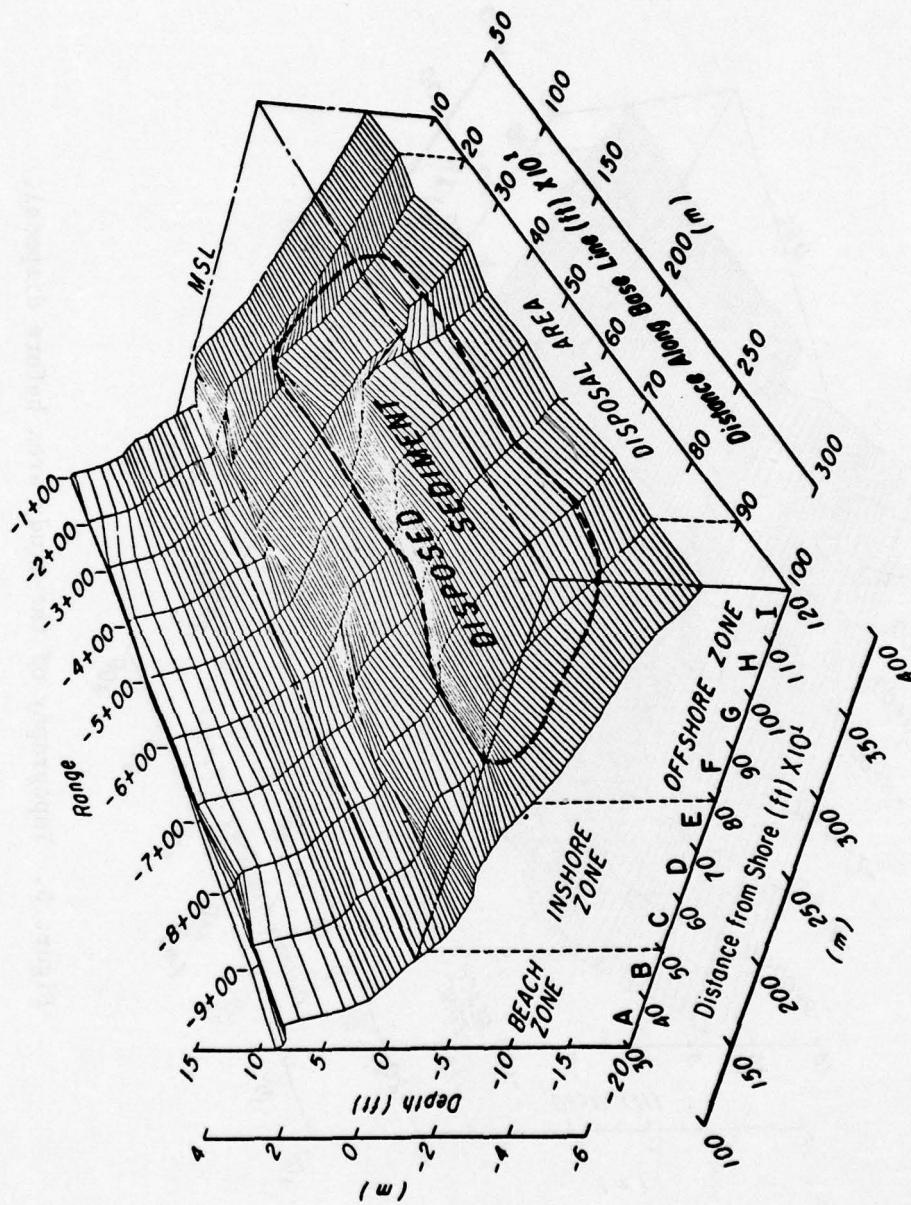 Range
-1+00
-2+00
-3+00
-4+00
-5+00
-6+00
-7+00
-8+00
-9+00
MSL
DISPOSED
SEDIMENT
DISPOSAL AREA
10
20
30
40
50
60
70
80
90
100
Distance Along Base Line (ft) X10¹
50
100
150
200
250
300
(m)
15
10
5
0
-5
-10
-15
-20
Depth (ft)
4
2
0
-2
-4
-6
(m)
BEACH
ZONE
INSHORE
ZONE
OFFSHORE ZONE
A B C D E F G H I
30 40 50 60 70 80 90 100 110 120
Distance from Shore (ft) X10¹
100
150
200
250
300
350
400
(m)
before disposal.